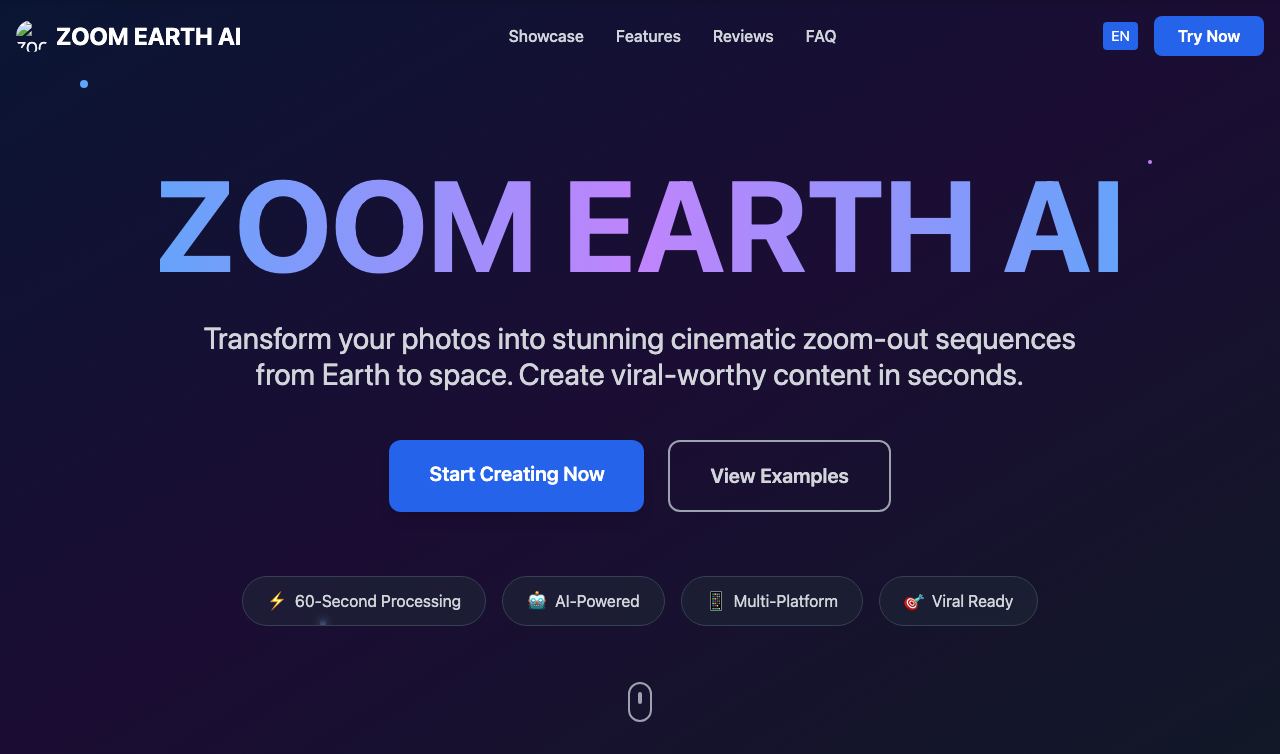 ZOOM EARTH AI
Showcase
Features
Reviews
FAQ
EN
Try Now
ZOOM EARTH AI
Transform your photos into stunning cinematic zoom-out sequences
from Earth to space. Create viral-worthy content in seconds.
Start Creating Now
View Examples
60-Second Processing
AI-Powered
Multi-Platform
Viral Ready